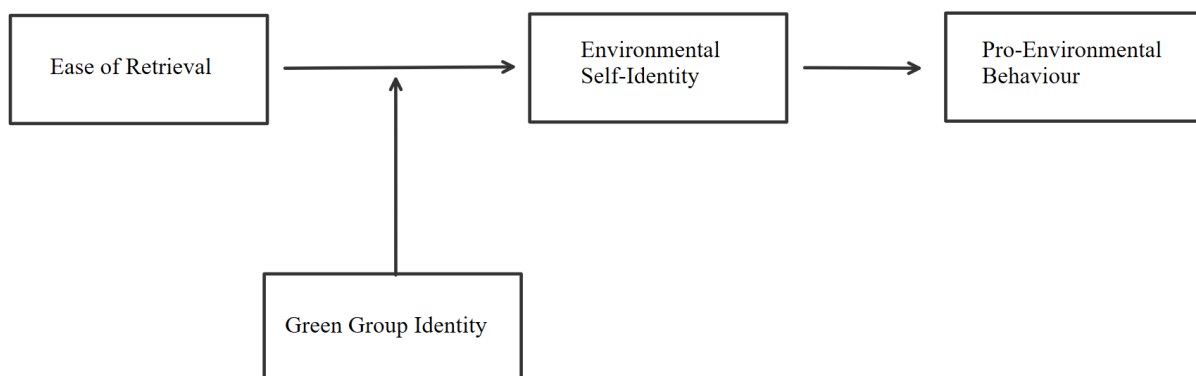 Ease of Retrieval
Environmental
Self-Identity
Pro-Environmental
Behaviour
Green Group Identity